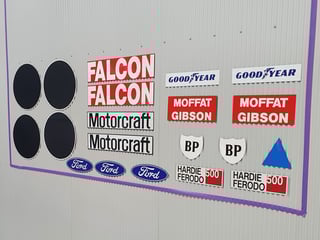 FALCON
FALCON
Motorcraft
Motorcraft
Ford
Ford
Ford
GOODYEAR
GOODYEAR
MOFFAT
GIBSON
MOFFAT
GIBSON
BP
BP
HARDIE
FERODO 500
HARDIE
FERODO 500